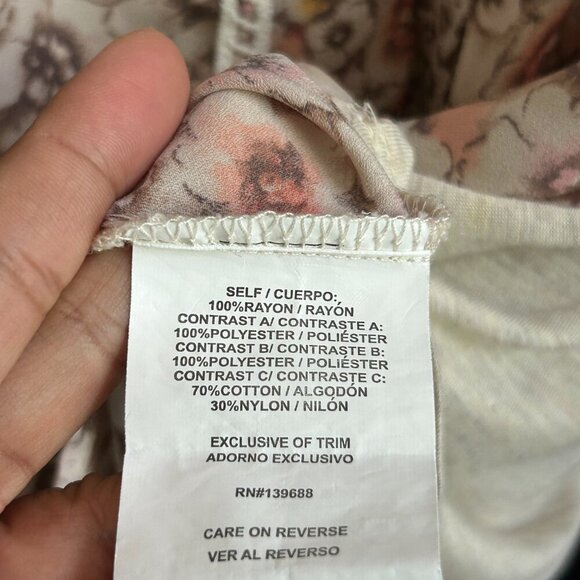 SELF / CUERPO:
100%RAYON / RAYÓN
CONTRAST A/ CONTRASTE A:
100%POLYESTER / POLIÉSTER
CONTRAST B/ CONTRASTE B:
100%POLYESTER / POLIÉSTER
CONTRAST C/ CONTRASTE C:
70%COTTON / ALGODÓN
30%NYLON / NILÓN
EXCLUSIVE OF TRIM
ADORNO EXCLUSIVO
RN#139688
CARE ON REVERSE
VER AL REVERSO